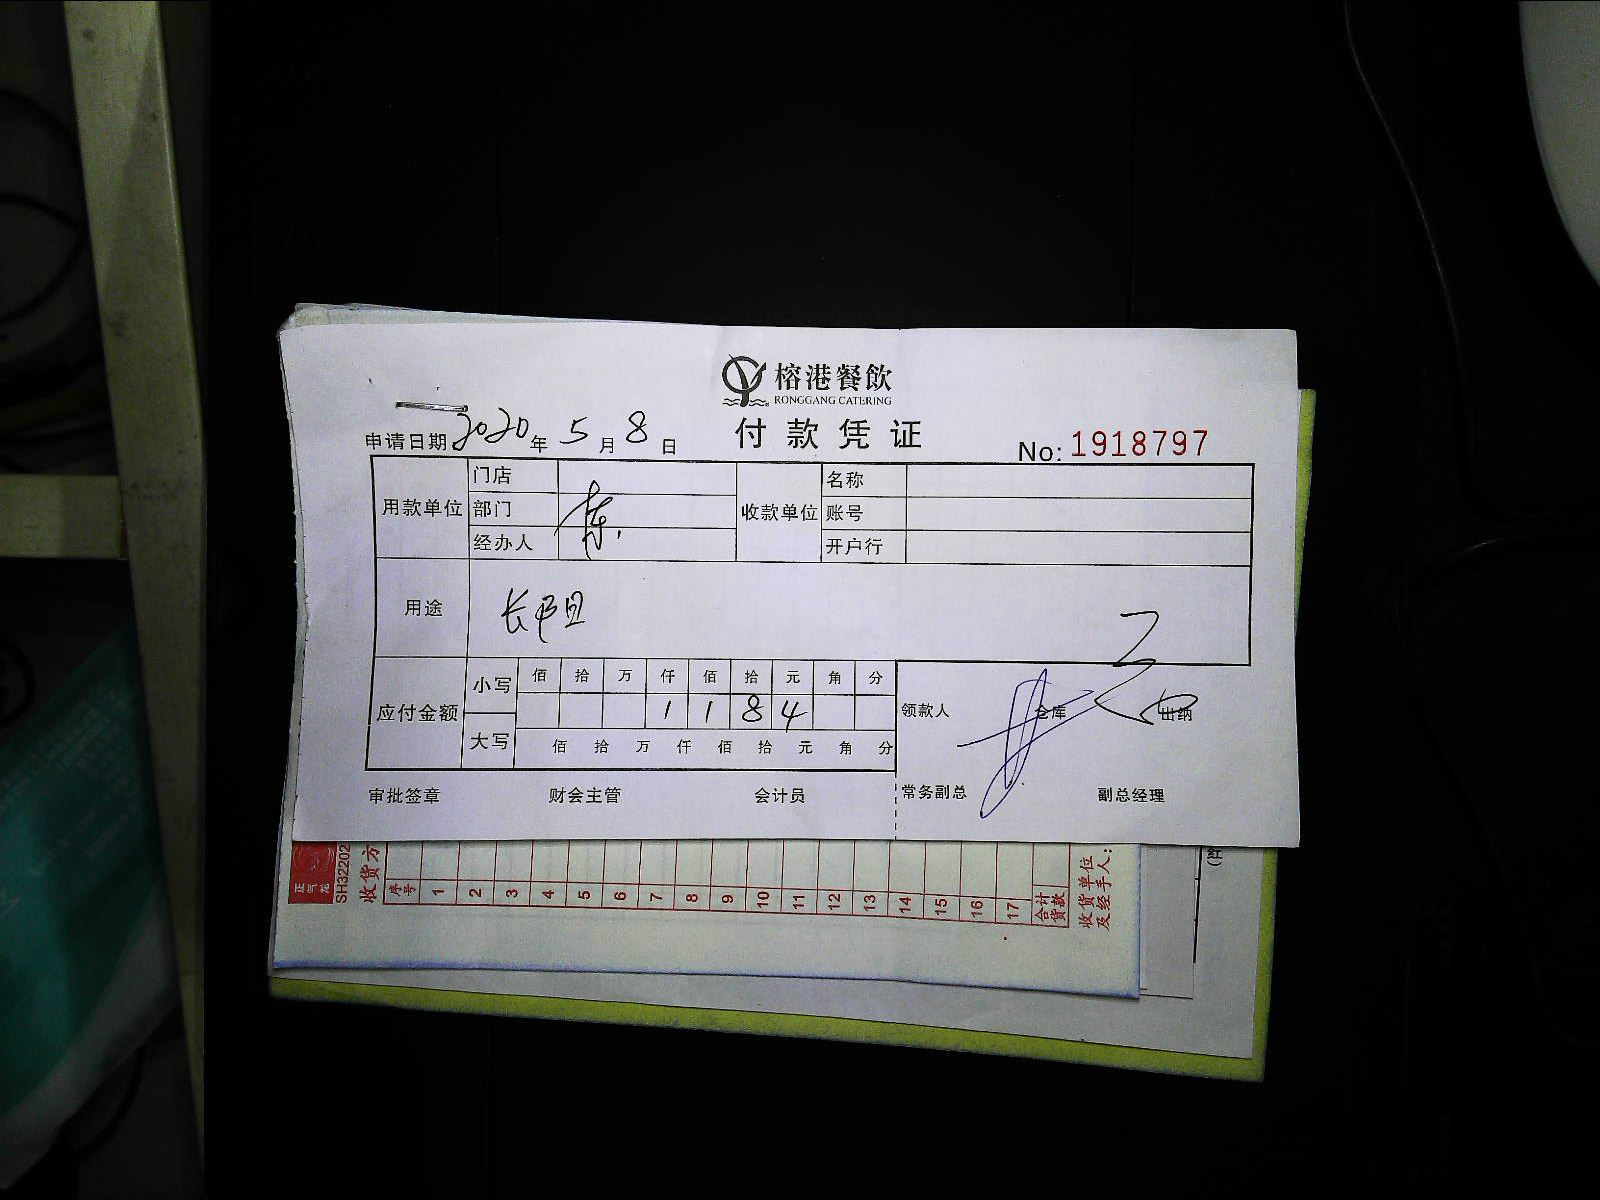 榕港餐飲
RONGGANG CATERING
付款凭证
申请日期 2020 年 5 月 8 日
No: 1918797
用款单位 门店 收款单位 名称
部门 账号
经办人 开户行
用途
应付金额 小写 佰 拾 万 仟 佰 拾 元 角 分
1 1 8 4
大写 佰 拾 万 仟 佰 拾 元 角 分
领款人 仓库 出纳
审批签章 财会主管 会计员 常务副总 副总经理
正气龙
SH32202
收货方
序号 1 2 3 4 5 6 7 8 9 10 11 12 13 14 15 16 17 合计货款
收货单位
及经手人：